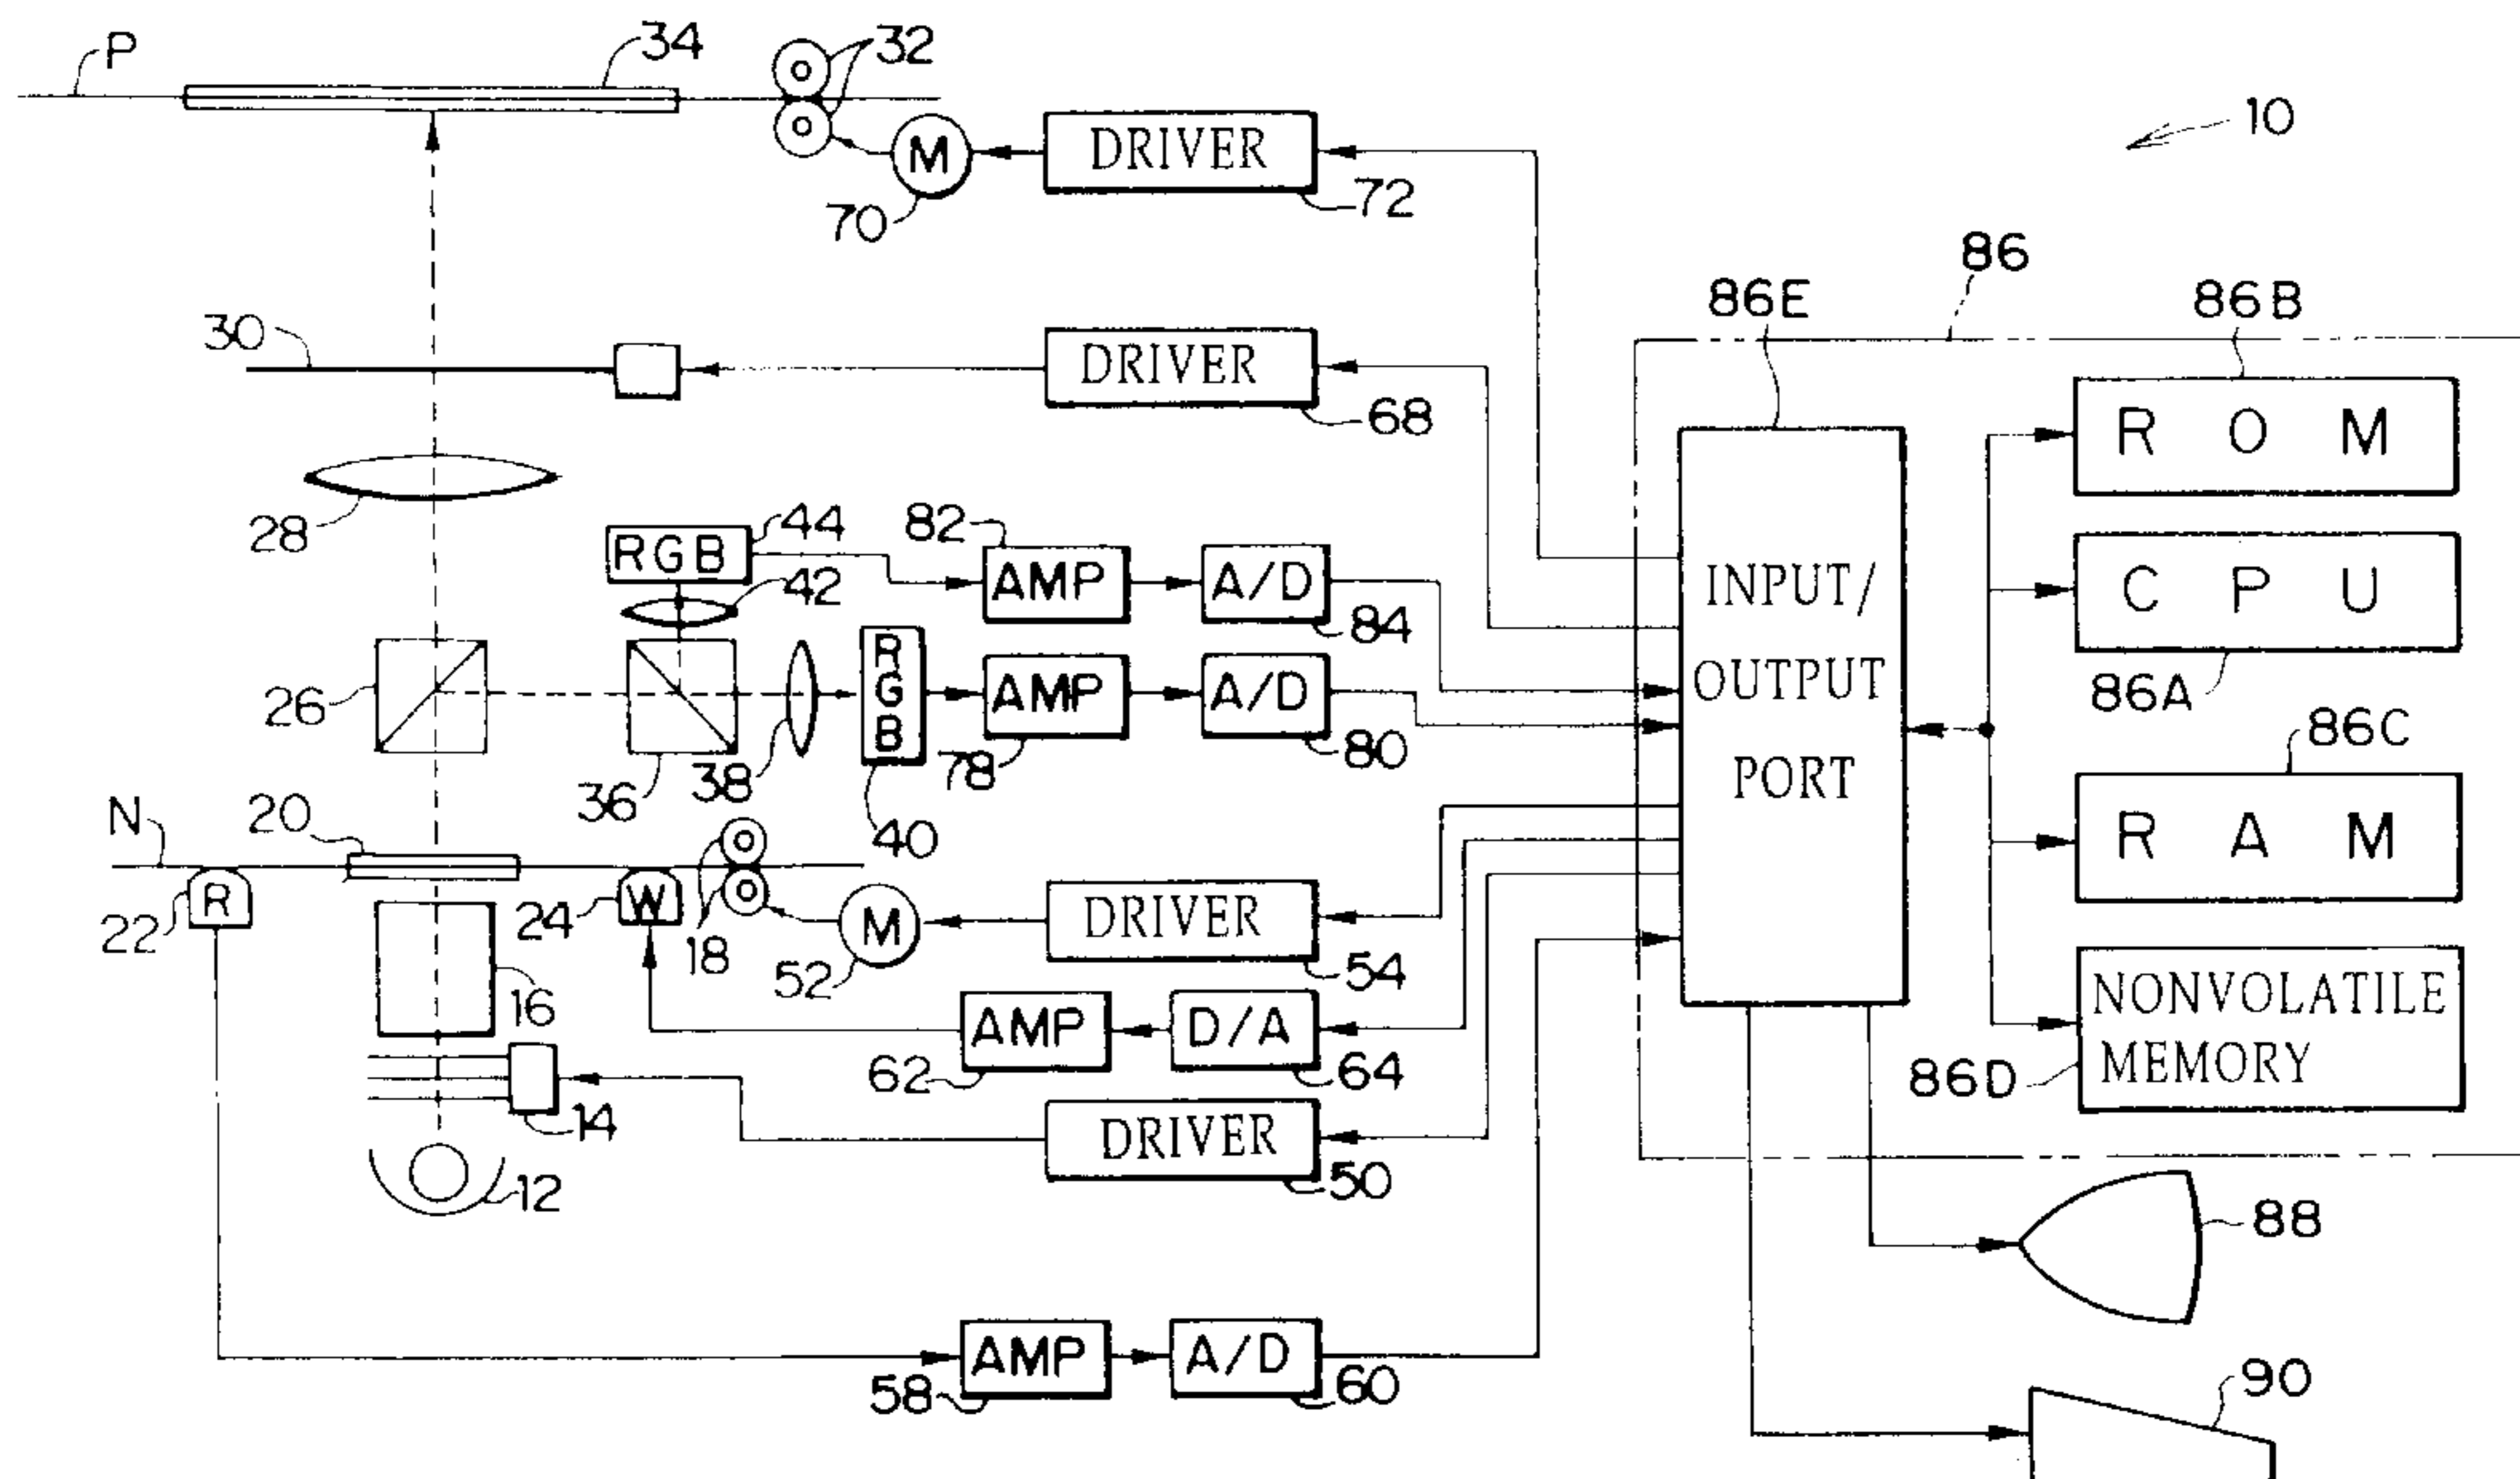 P
34
32
10
M
DRIVER
70
72
86
86E
86B
30
DRIVER
68
R O M
28
44
RGB
82
AMP
A/D
42
84
INPUT/
OUTPUT
PORT
C P U
86A
26
36
38
R
G
B
40
AMP
78
A/D
80
86C
R A M
N
20
22
R
24
W
18
M
52
DRIVER
54
16
AMP
62
D/A
64
NONVOLATILE
MEMORY
86D
14
DRIVER
50
12
88
AMP
58
A/D
60
90